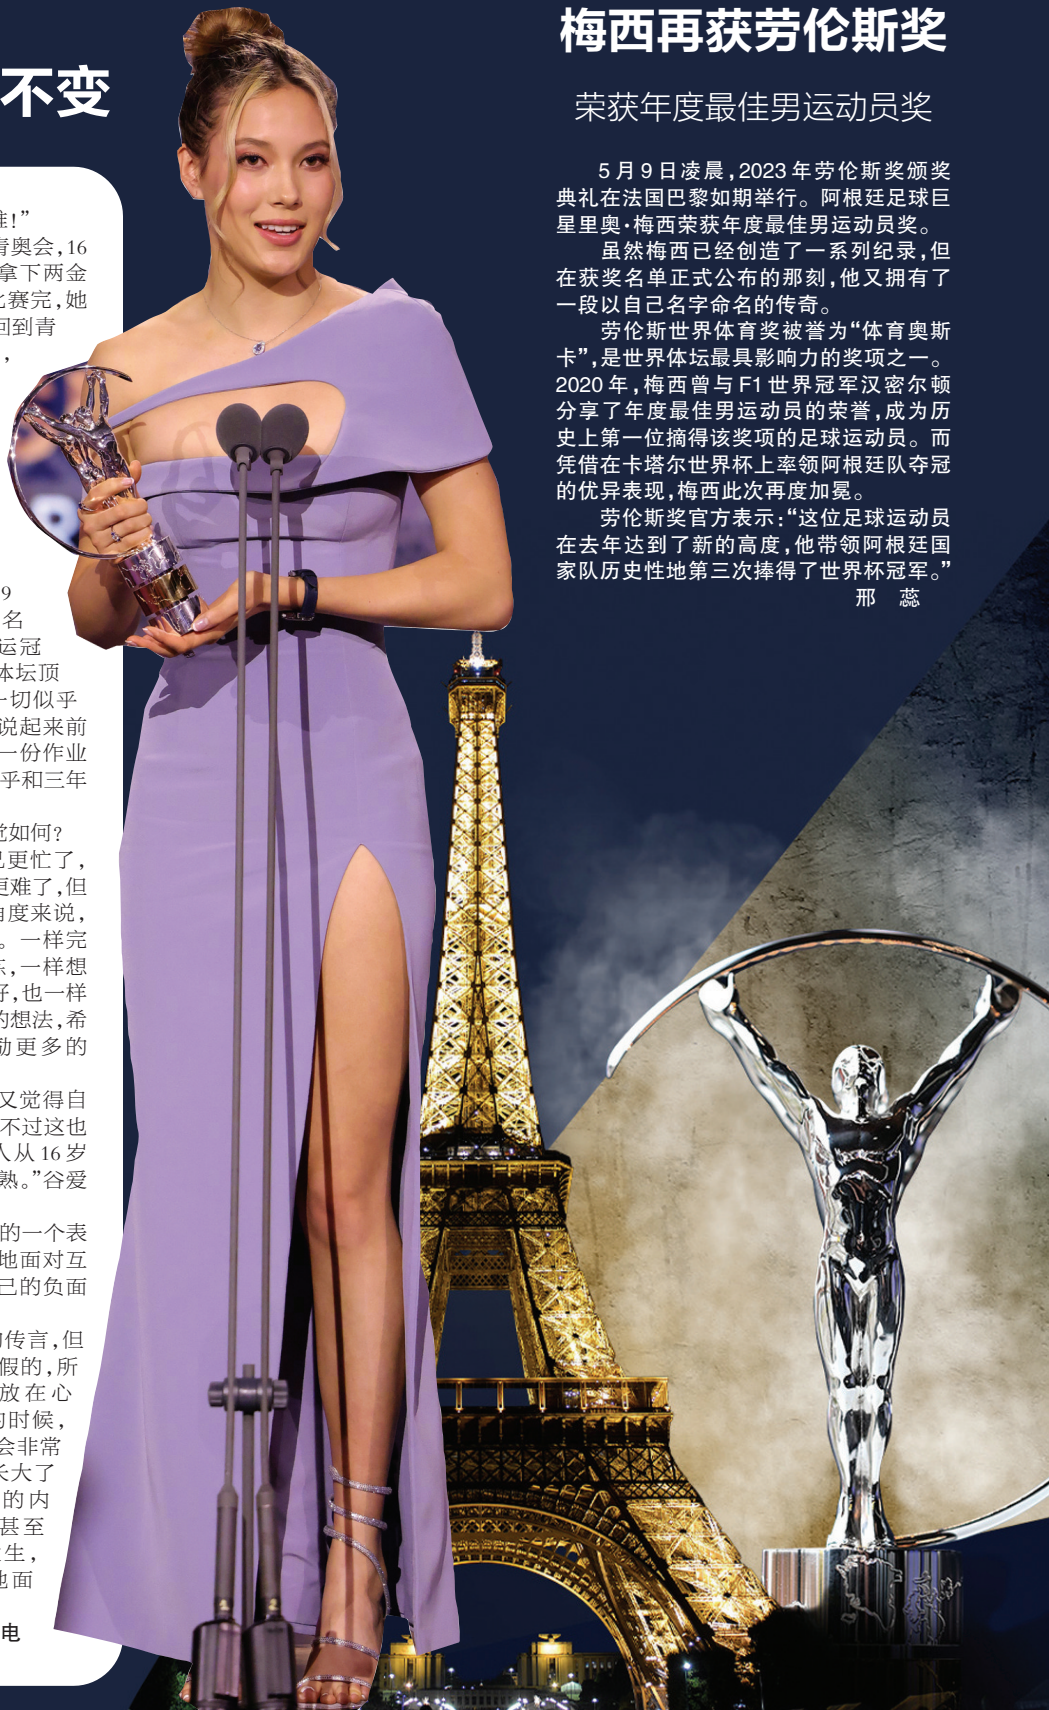 不变
谁！”
青奥会，16
拿下两金
比赛完，她
回到青
，
9
名
运冠
体坛顶
一切似乎
说起来前
一份作业
乎和三年
觉如何？
已更忙了，
更难了，但
角度来说，
。一样完
练，一样想
好，也一样
的想法，希
励更多的
又觉得自
不过这也
人从16岁
熟。”谷爱
的一个表
地面对互
己的负面
的传言，但
假的，所
放在心
的时候，
会非常
长大了
的内
甚至
生，
地面
电
梅西再获劳伦斯奖
荣获年度最佳男运动员奖
5月9日凌晨，2023年劳伦斯奖颁奖
典礼在法国巴黎如期举行。阿根廷足球巨
星里奥·梅西荣获年度最佳男运动员奖。
虽然梅西已经创造了一系列纪录，但
在获奖名单正式公布的那刻，他又拥有了
一段以自己名字命名的传奇。
劳伦斯世界体育奖被誉为“体育奥斯
卡”，是世界体坛最具影响力的奖项之一。
2020年，梅西曾与F1世界冠军汉密尔顿
分享了年度最佳男运动员的荣誉，成为历
史上第一位摘得该奖项的足球运动员。而
凭借在卡塔尔世界杯上率领阿根廷队夺冠
的优异表现，梅西此次再度加冕。
劳伦斯奖官方表示：“这位足球运动员
在去年达到了新的高度，他带领阿根廷国
家队历史性地第三次捧得了世界杯冠军。”
邢 蕊